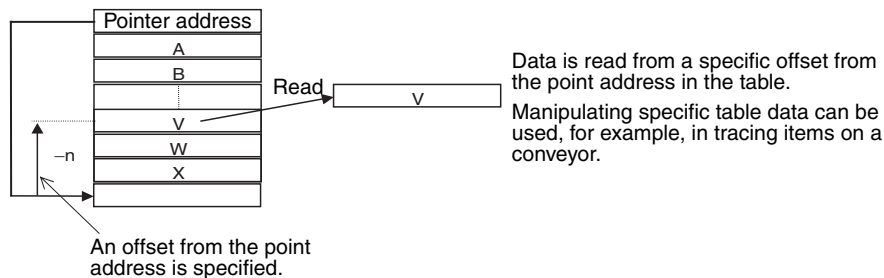 Pointer address
A
B
Read
V
V
W
X
–n
Data is read from a specific offset from
the point address in the table.
Manipulating specific table data can be
used, for example, in tracing items on a
conveyor.
An offset from the point
address is specified.